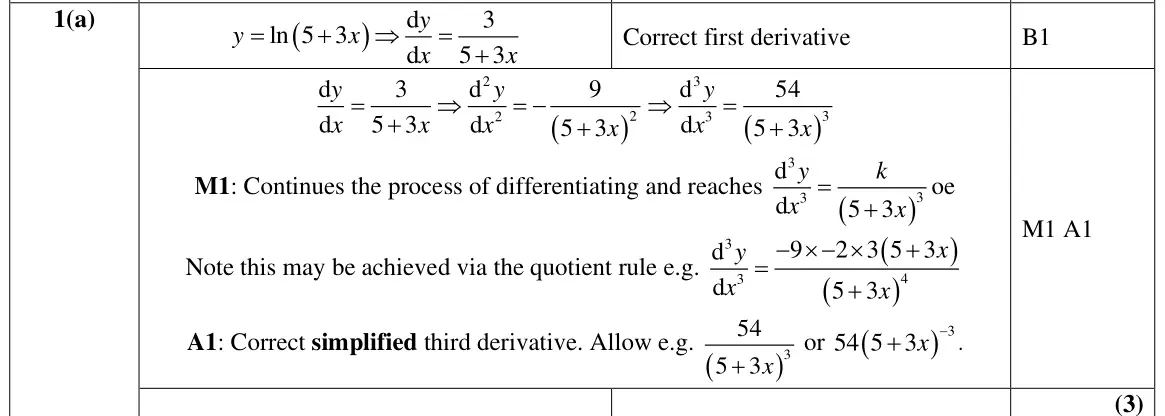 1(a)
y = ln(5+3x) ⇒ dy/dx = 3/(5+3x) Correct first derivative B1
dy/dx = 3/(5+3x) ⇒ d²y/dx² = −9/(5+3x)² ⇒ d³y/dx³ = 54/(5+3x)³
M1: Continues the process of differentiating and reaches d³y/dx³ = k/(5+3x)³ oe
M1 A1
Note this may be achieved via the quotient rule e.g. d³y/dx³ = −9×−2×3(5+3x)/(5+3x)⁴
A1: Correct simplified third derivative. Allow e.g. 54/(5+3x)³ or 54(5+3x)⁻³.
(3)